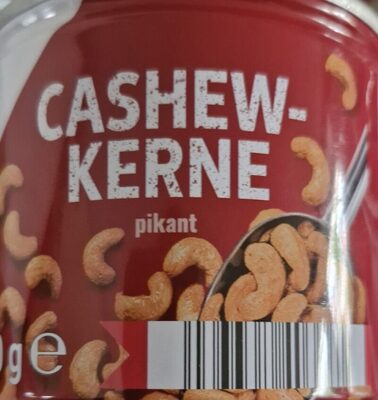 CASHEW-
KERNE
pikant
g e